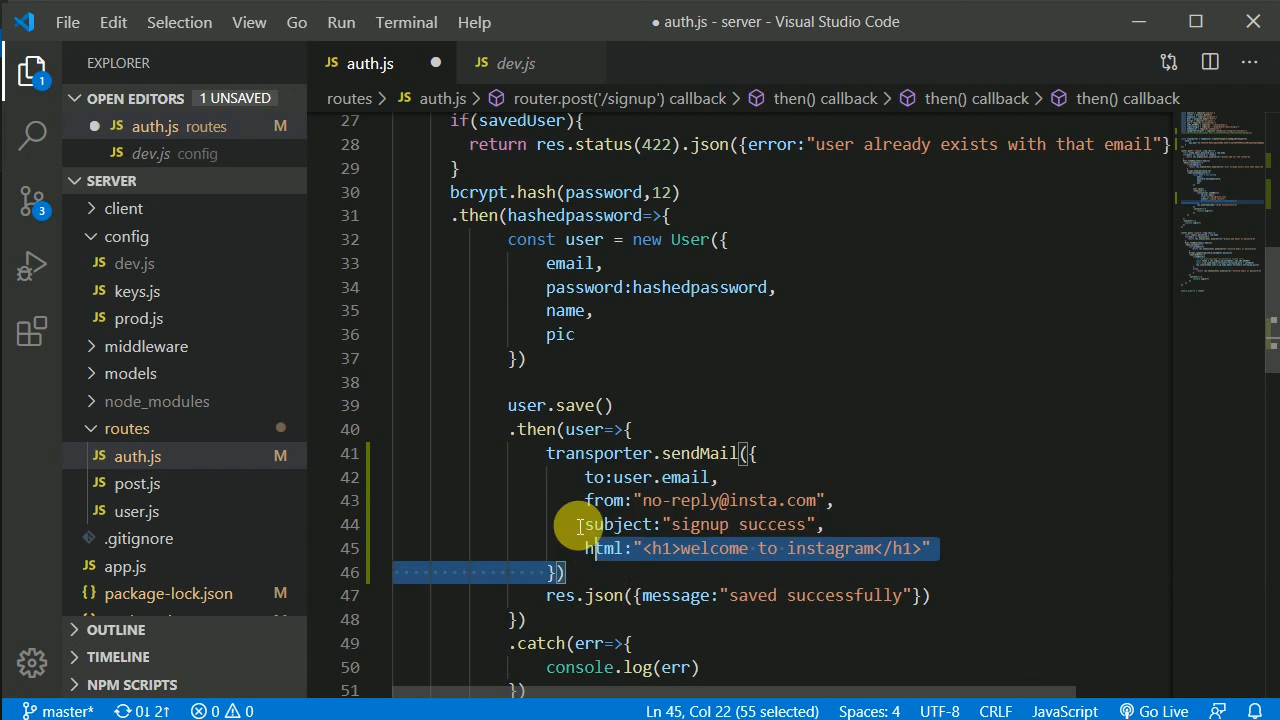 File Edit Selection View Go Run Terminal Help ● auth.js - server - Visual Studio Code
EXPLORER
OPEN EDITORS 1 UNSAVED
● JS auth.js routes M
JS dev.js config
SERVER
client
config
JS dev.js
JS keys.js
JS prod.js
middleware
models
node_modules
routes
JS auth.js M
JS post.js
JS user.js
.gitignore
JS app.js
{} package-lock.json M
OUTLINE
TIMELINE
NPM SCRIPTS
1
3
JS auth.js ● JS dev.js
routes > JS auth.js > router.post('/signup') callback > then() callback > then() callback > then() callback
27 if(savedUser){
28 return res.status(422).json({error:"user already exists with that email"}
29 }
30 bcrypt.hash(password,12)
31 .then(hashedpassword=>{
32 const user = new User({
33 email,
34 password:hashedpassword,
35 name,
36 pic
37 })
38
39 user.save()
40 .then(user=>{
41 transporter.sendMail({
42 to:user.email,
43 from:"no-reply@insta.com",
44 subject:"signup success",
45 html:"<h1>welcome to instagram</h1>"
46 })
47 res.json({message:"saved successfully"})
48 })
49 .catch(err=>{
50 console.log(err)
51 })
master* 0↓ 2↑ 0 0 Ln 45, Col 22 (55 selected) Spaces: 4 UTF-8 CRLF JavaScript Go Live